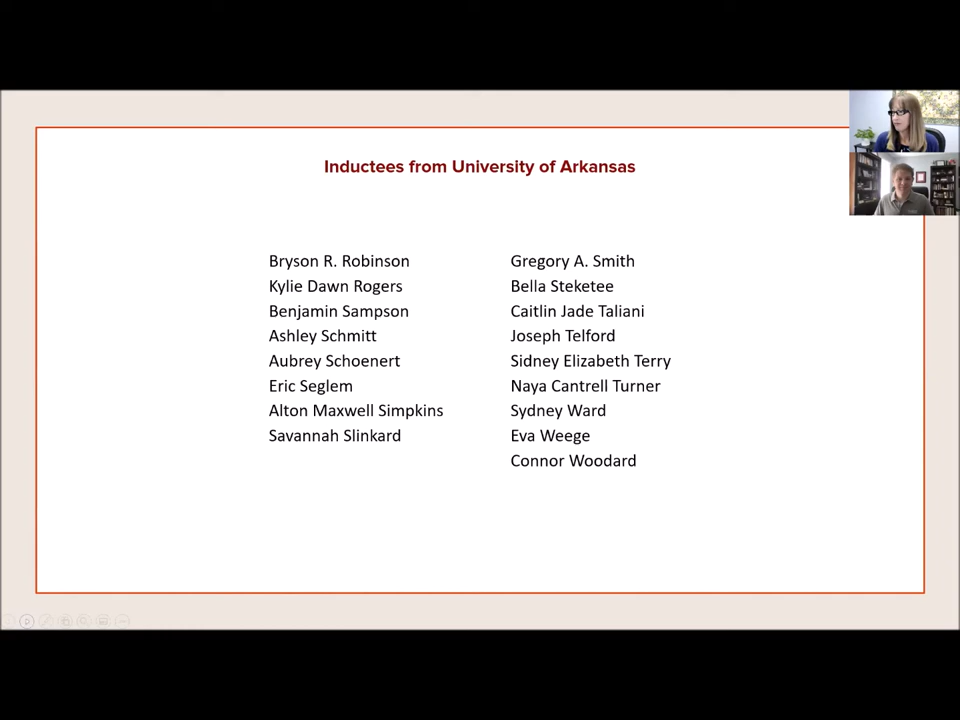 Inductees from University of Arkansas
Bryson R. Robinson
Kylie Dawn Rogers
Benjamin Sampson
Ashley Schmitt
Aubrey Schoenert
Eric Seglem
Alton Maxwell Simpkins
Savannah Slinkard
Gregory A. Smith
Bella Steketee
Caitlin Jade Taliani
Joseph Telford
Sidney Elizabeth Terry
Naya Cantrell Turner
Sydney Ward
Eva Weege
Connor Woodard